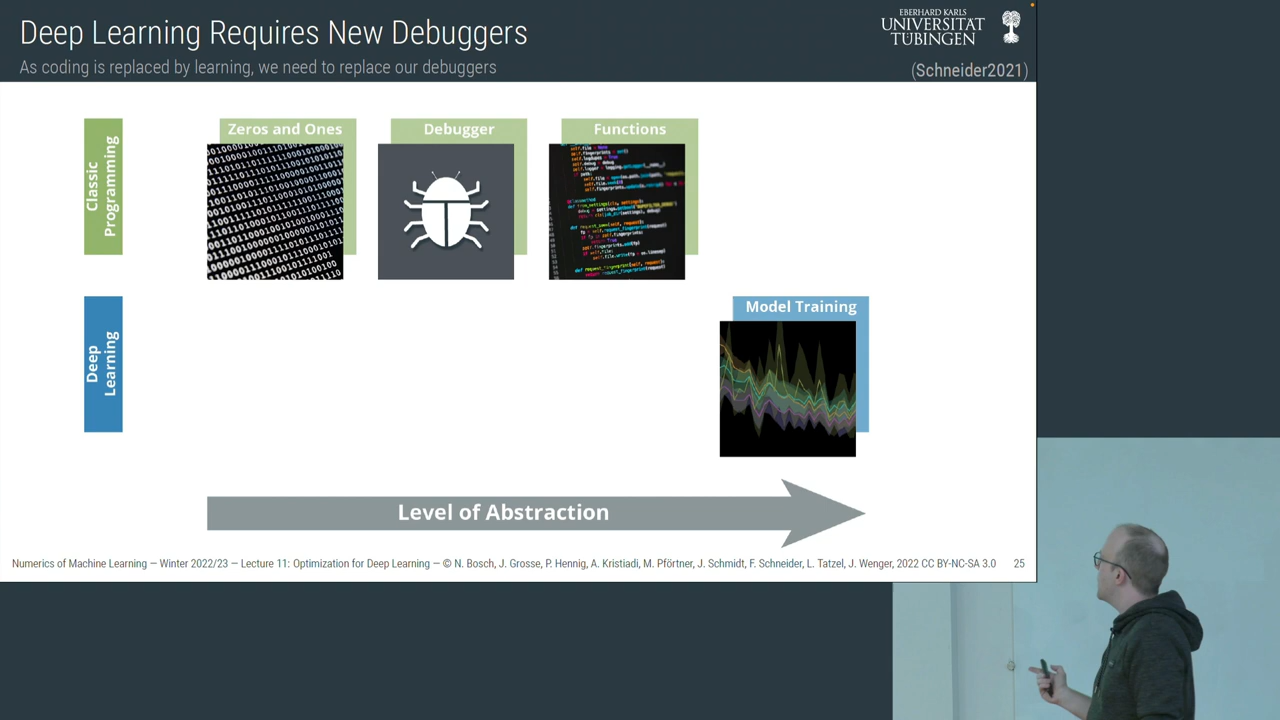 Deep Learning Requires New Debuggers
As coding is replaced by learning, we need to replace our debuggers
EBERHARD KARLS
UNIVERSITÄT
TÜBINGEN
(Schneider2021)
Classic
Programming
Zeros and Ones
Debugger
Functions
Deep
Learning
Model Training
Level of Abstraction
Numerics of Machine Learning — Winter 2022/23 — Lecture 11: Optimization for Deep Learning — © N. Bosch, J. Grosse, P. Hennig, A. Kristiadi, M. Pförtner, J. Schmidt, F. Schneider, L. Tatzel, J. Wenger, 2022 CC BY-NC-SA 3.0 25